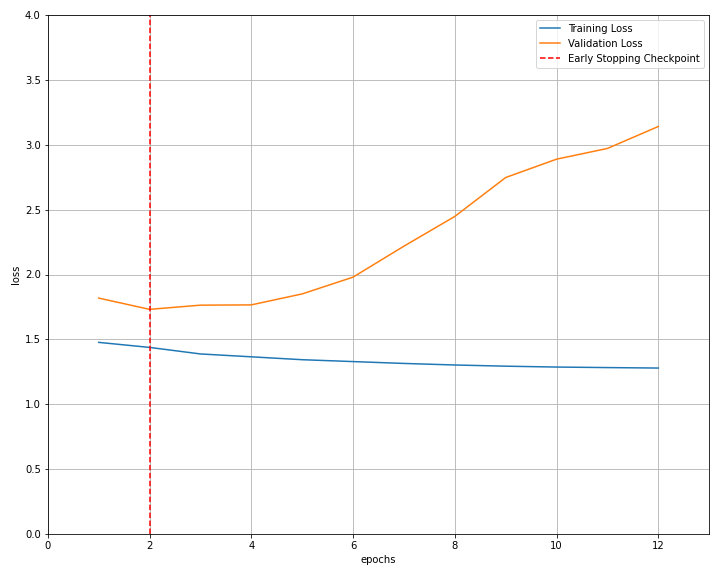 4.0
3.5
3.0
2.5
2.0
1.5
1.0
0.5
0.0
loss
Training Loss
Validation Loss
Early Stopping Checkpoint
0 2 4 6 8 10 12
epochs